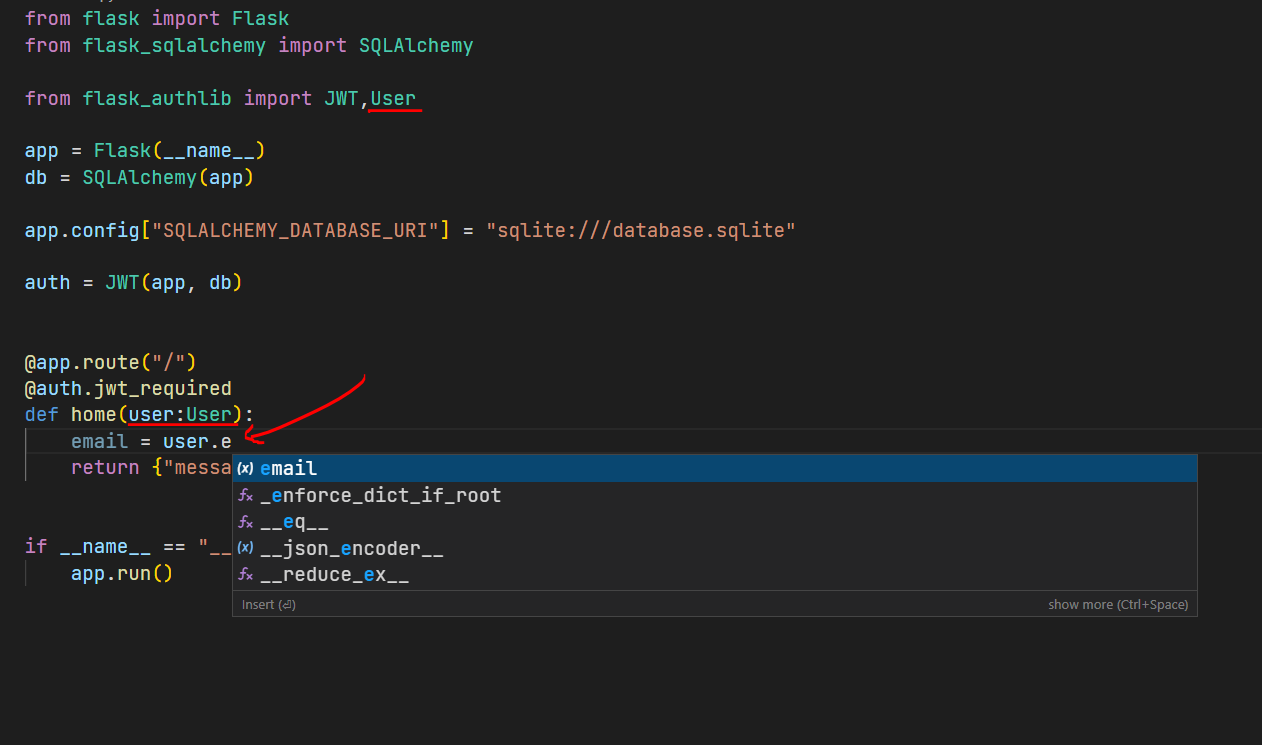 from flask import Flask
from flask_sqlalchemy import SQLAlchemy
from flask_authlib import JWT,User
app = Flask(__name__)
db = SQLAlchemy(app)
app.config["SQLALCHEMY_DATABASE_URI"] = "sqlite:///database.sqlite"
auth = JWT(app, db)
@app.route("/")
@auth.jwt_required
def home(user:User):
email = user.e
return {"messa
email
_enforce_dict_if_root
__eq__
__json_encoder__
__reduce_ex__
Insert (⏎)
show more (Ctrl+Space)
if __name__ == "__
app.run()